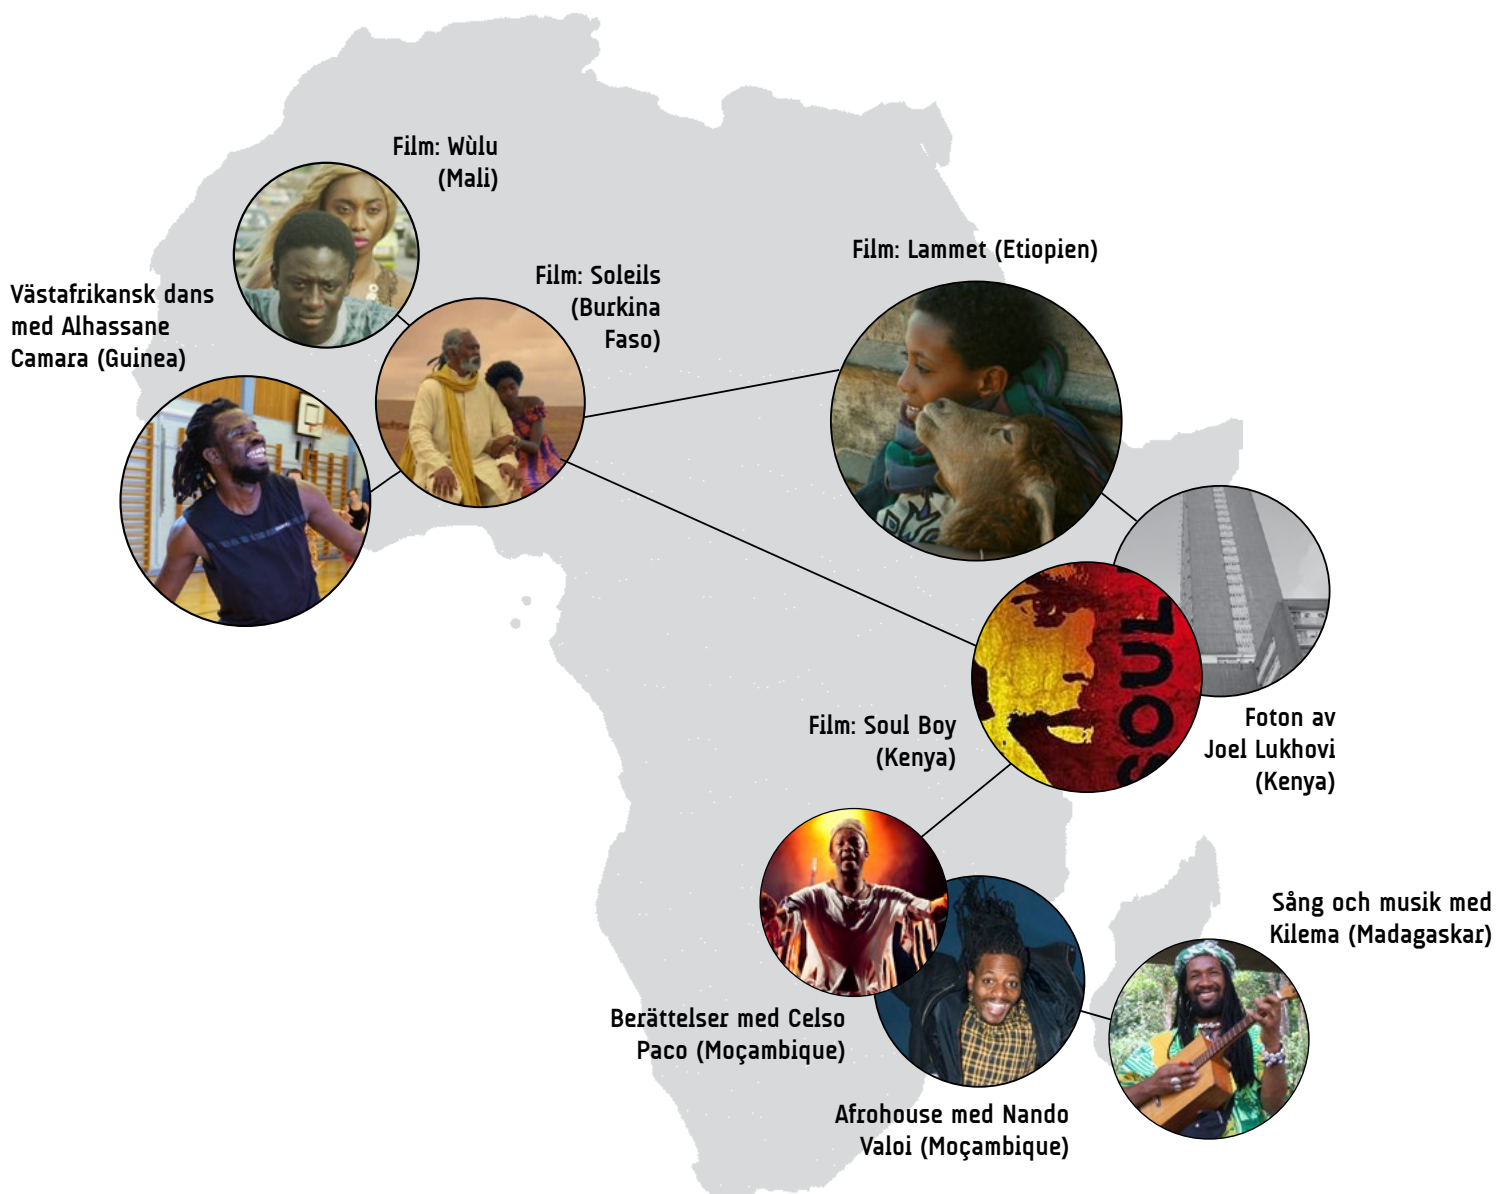 Film: Wùlu
(Mali)
Film: Soleils
(Burkina
Faso)
Film: Lammet (Etiopien)
Västafrikansk dans
med Alhassane
Camara (Guinea)
SOUL
Film: Soul Boy
(Kenya)
Foton av
Joel Lukhovi
(Kenya)
Sång och musik med
Kilema (Madagaskar)
Berättelser med Celso
Paco (Moçambique)
Afrohouse med Nando
Valoi (Moçambique)